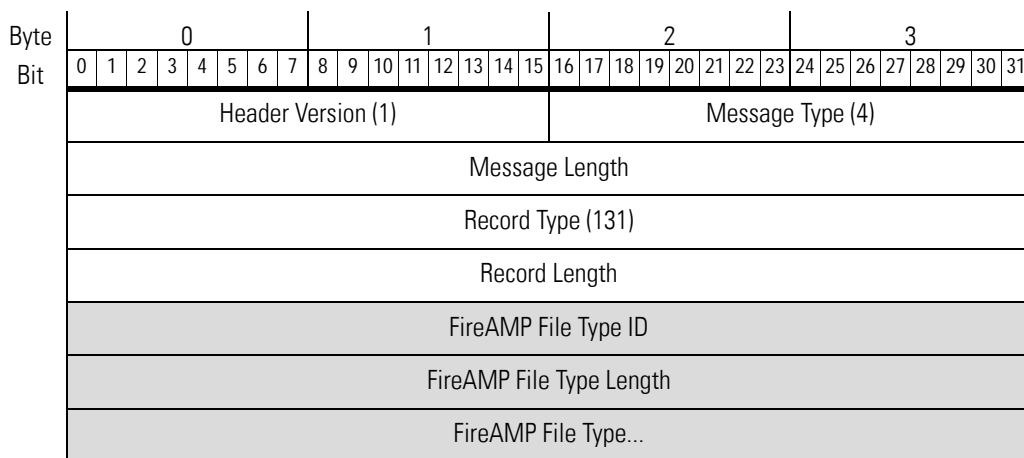 Byte 0 1 2 3
Bit 0 1 2 3 4 5 6 7 8 9 10 11 12 13 14 15 16 17 18 19 20 21 22 23 24 25 26 27 28 29 30 31
Header Version (1) Message Type (4)
Message Length
Record Type (131)
Record Length
FireAMP File Type ID
FireAMP File Type Length
FireAMP File Type...